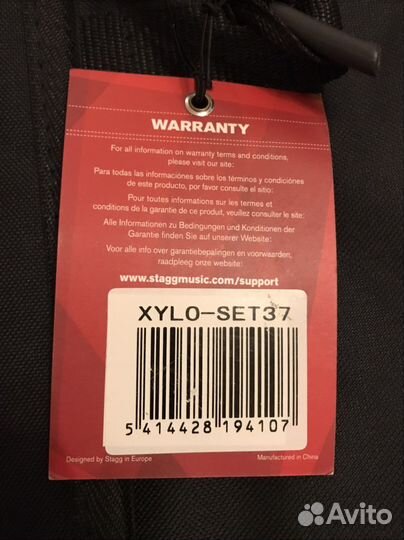 WARRANTY
For all information on warranty terms and conditions,
please visit our site:
Para todas las informaciónes sobre los términos y condiciónes
de este producto, por favor consulte el sitio:
Pour toutes informations sur les termes et
conditions de la garantie de ce produit, veuillez consulter le site:
Alle Informationen zu Bedingungen und Konditionen der
Garantie finden Sie auf unserer Website:
Voor alle info over garantiebepalingen en voorwaarden,
raadpleeg onze website:
www.staggmusic.com/support
XYLO-SET37
5 414428 194107
Designed by Stagg in Europe
Manufactured in China
Avito